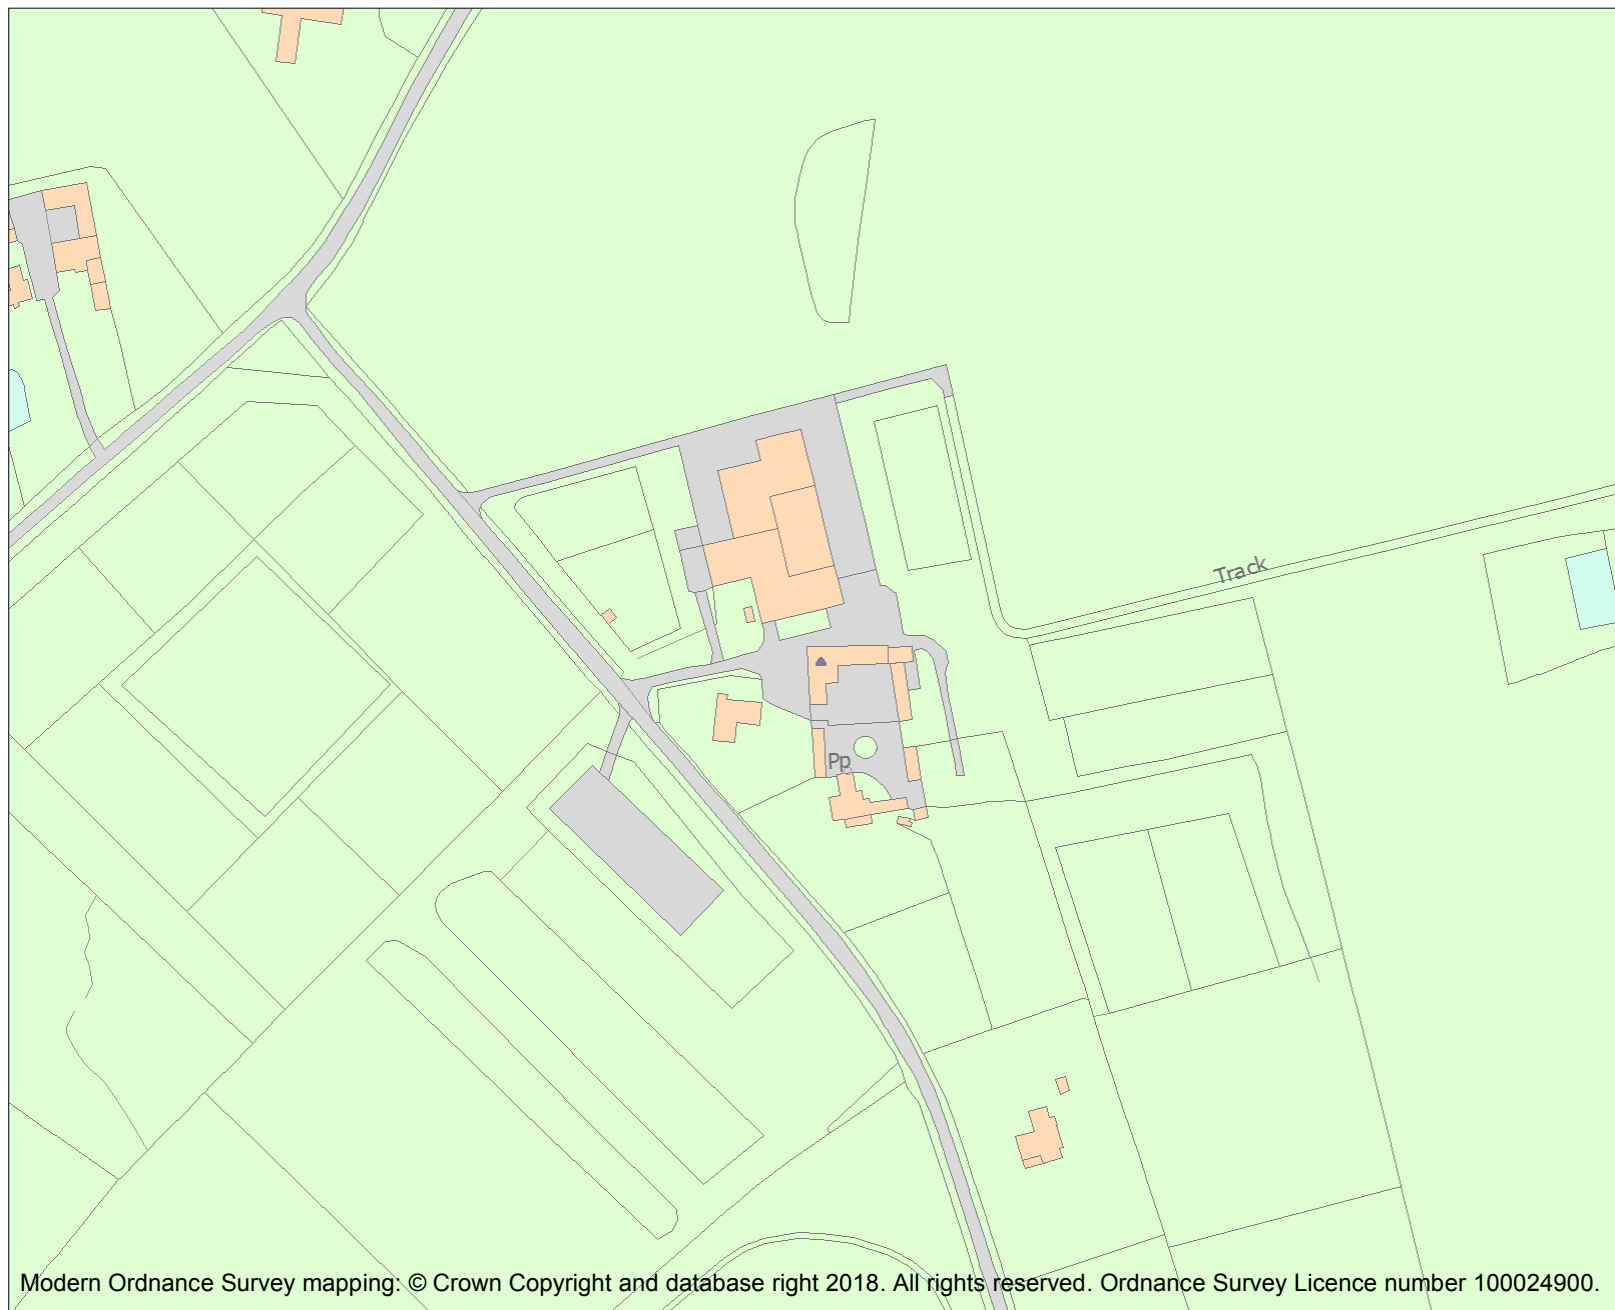 Track
Pp
Modern Ordnance Survey mapping: © Crown Copyright and database right 2018. All rights reserved. Ordnance Survey Licence number 100024900.